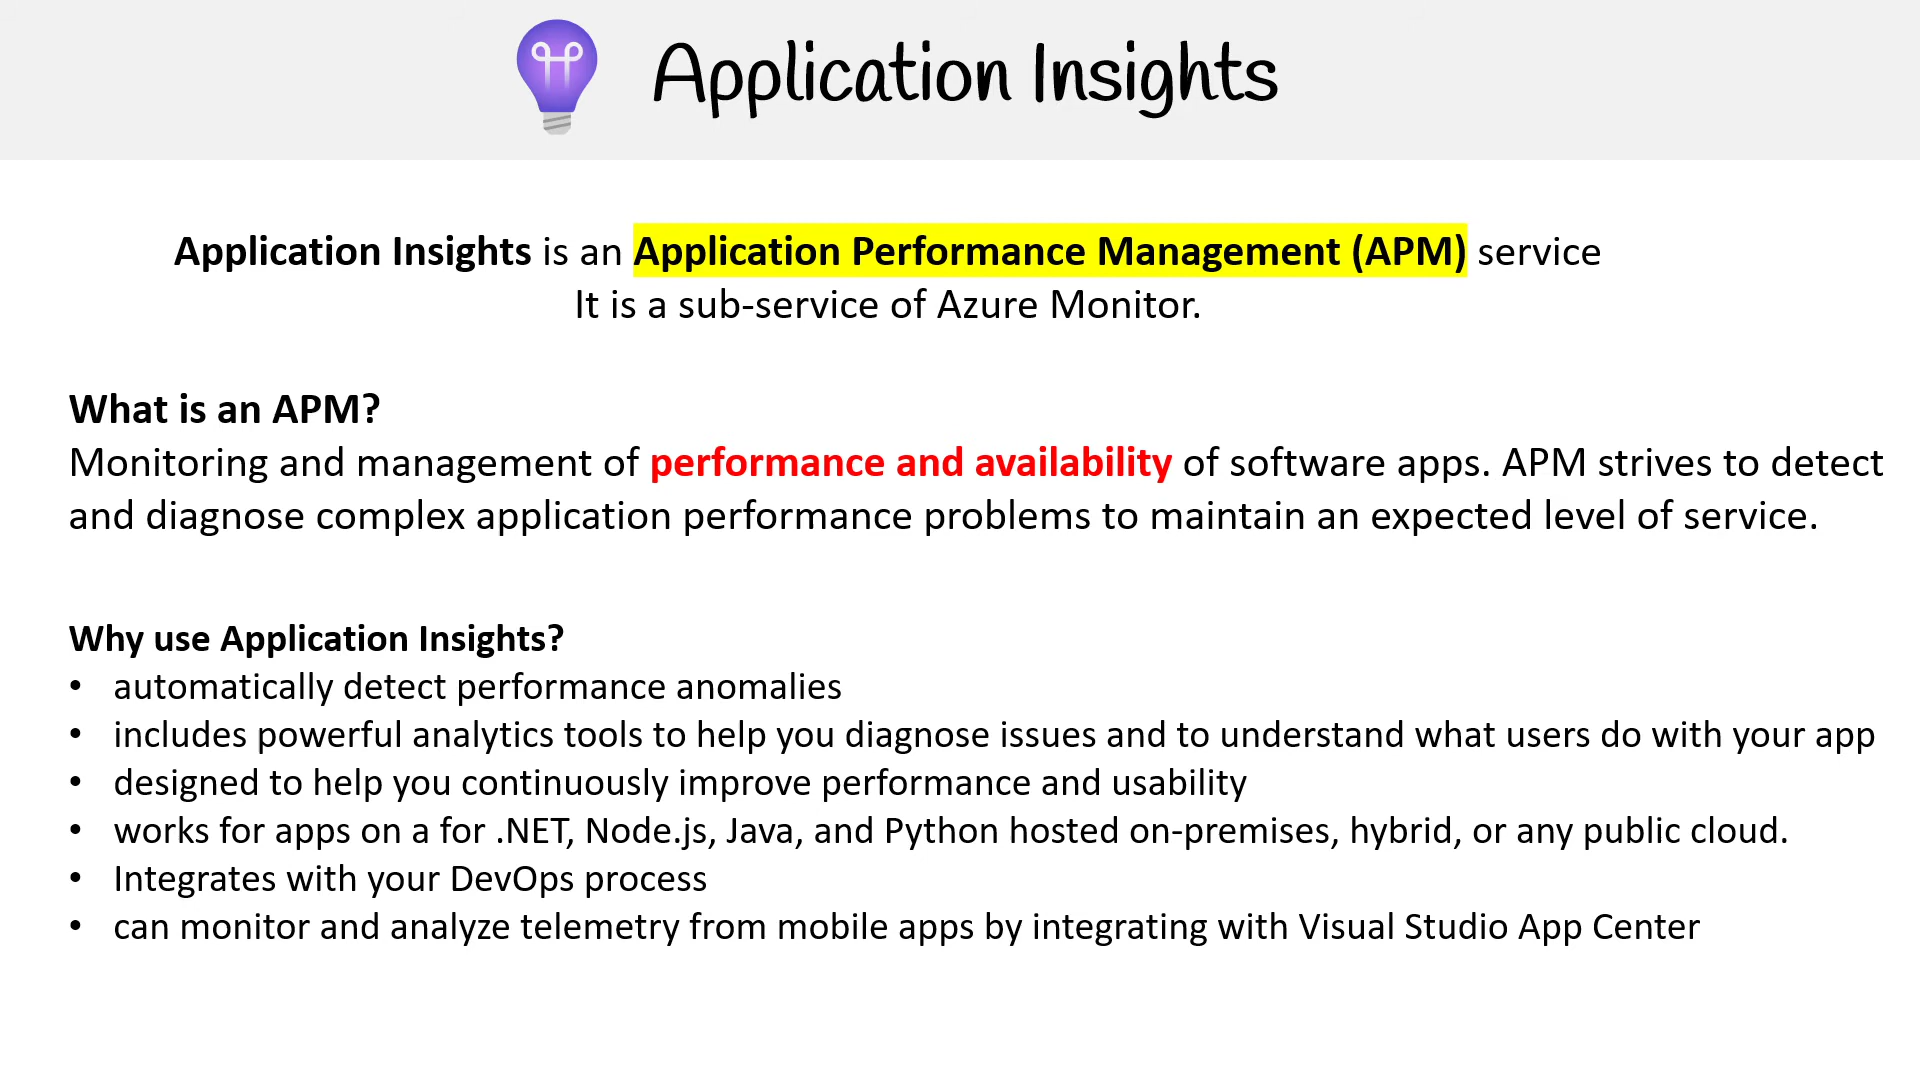 Application Insights
Application Insights is an Application Performance Management (APM) service
It is a sub-service of Azure Monitor.
What is an APM?
Monitoring and management of performance and availability of software apps. APM strives to detect
and diagnose complex application performance problems to maintain an expected level of service.
Why use Application Insights?
• automatically detect performance anomalies
• includes powerful analytics tools to help you diagnose issues and to understand what users do with your app
• designed to help you continuously improve performance and usability
• works for apps on a for .NET, Node.js, Java, and Python hosted on-premises, hybrid, or any public cloud.
• Integrates with your DevOps process
• can monitor and analyze telemetry from mobile apps by integrating with Visual Studio App Center